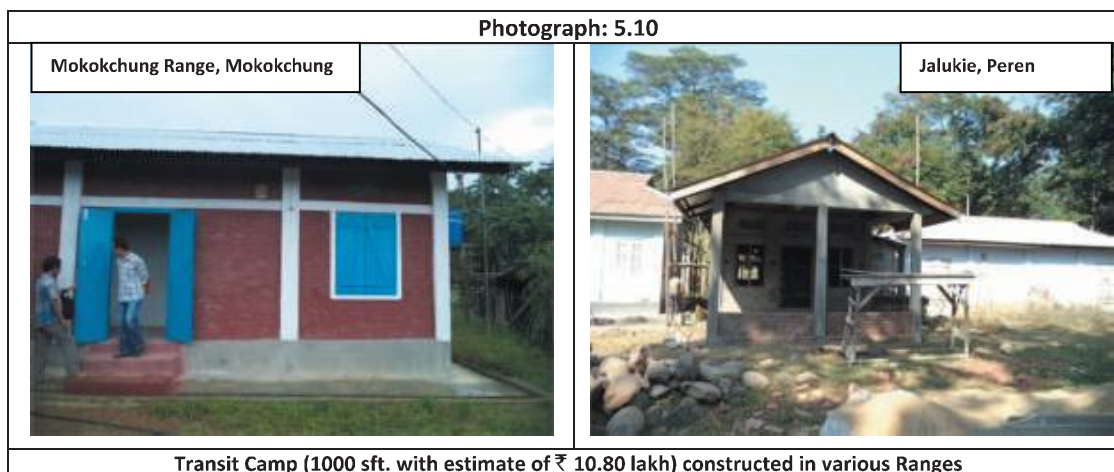 Photograph: 5.10
Mokokchung Range, Mokokchung
Jalukie, Peren
Transit Camp (1000 sft. with estimate of ₹ 10.80 lakh) constructed in various Ranges